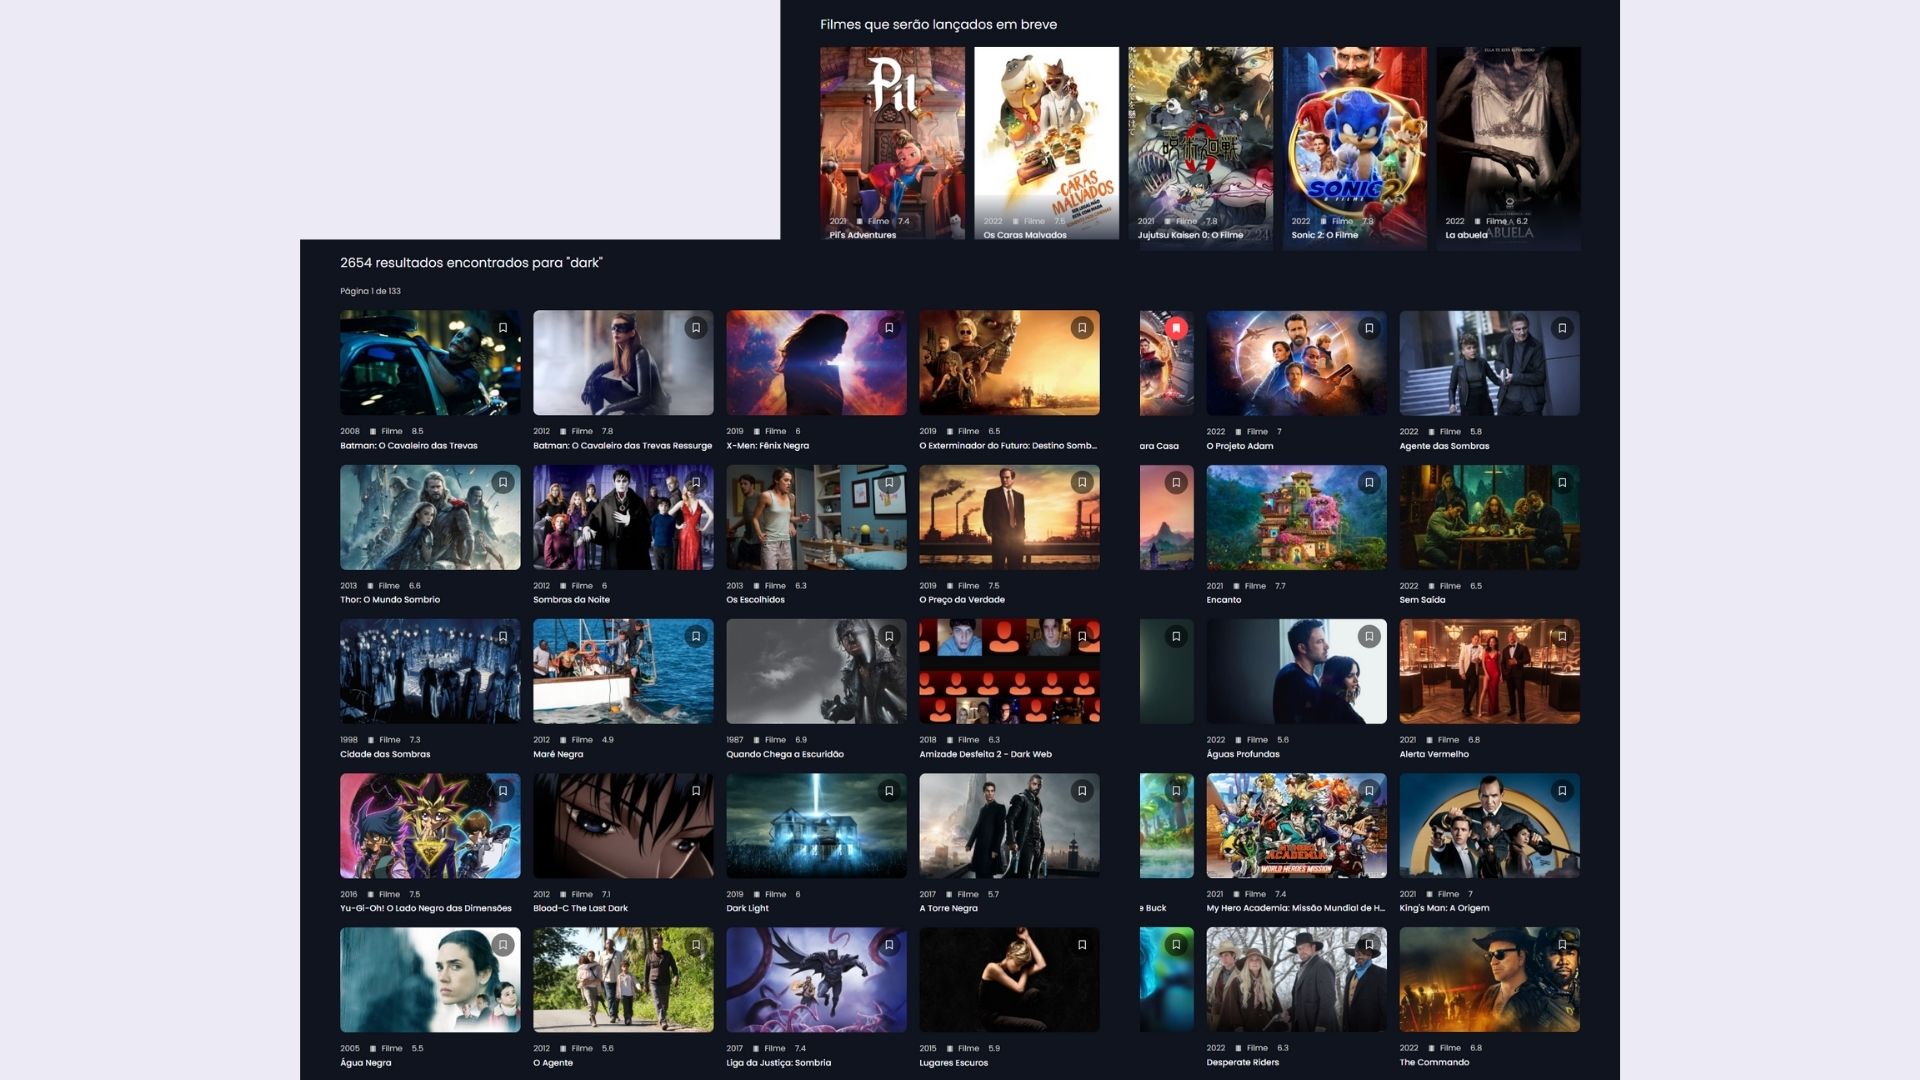 Filmes que serão lançados em breve
Pil
CARAS
MALVADOS
呪術廻戦
0
SONIC 2
O FILME
ABUELA
2021 Filme 7.4
Pil's Adventures
2022 Filme 7.5
Os Caras Malvados
2021 Filme 7.8
Jujutsu Kaisen 0: O Filme
2022 Filme 7.8
Sonic 2: O Filme
2022 Filme 6.2
La abuela
2654 resultados encontrados para "dark"
Página 1 de 133
2008 Filme 8.5
Batman: O Cavaleiro das Trevas
2012 Filme 7.8
Batman: O Cavaleiro das Trevas Ressurge
2019 Filme 6
X-Men: Fênix Negra
2019 Filme 6.5
O Exterminador do Futuro: Destino Somb...
ara Casa
2022 Filme 7
O Projeto Adam
2022 Filme 5.8
Agente das Sombras
2013 Filme 6.6
Thor: O Mundo Sombrio
2012 Filme 6
Sombras da Noite
2013 Filme 6.3
Os Escolhidos
2019 Filme 7.5
O Preço da Verdade
2021 Filme 7.7
Encanto
2022 Filme 6.5
Sem Saída
1998 Filme 7.3
Cidade das Sombras
2012 Filme 4.9
Maré Negra
1987 Filme 6.9
Quando Chega a Escuridão
2018 Filme 6.3
Amizade Desfeita 2 - Dark Web
2022 Filme 5.6
Águas Profundas
2021 Filme 6.8
Alerta Vermelho
MY HERO
ACADEMIA
WORLD HEROES MISSION
2016 Filme 7.5
Yu-Gi-Oh! O Lado Negro das Dimensões
2012 Filme 7.1
Blood-C The Last Dark
2019 Filme 6
Dark Light
2017 Filme 5.7
A Torre Negra
e Buck
2021 Filme 7.4
My Hero Academia: Missão Mundial de H...
2021 Filme 7
King's Man: A Origem
2005 Filme 5.5
Água Negra
2012 Filme 5.6
O Agente
2017 Filme 7.4
Liga da Justiça: Sombria
2015 Filme 5.9
Lugares Escuros
2022 Filme 6.3
Desperate Riders
2022 Filme 6.8
The Commando